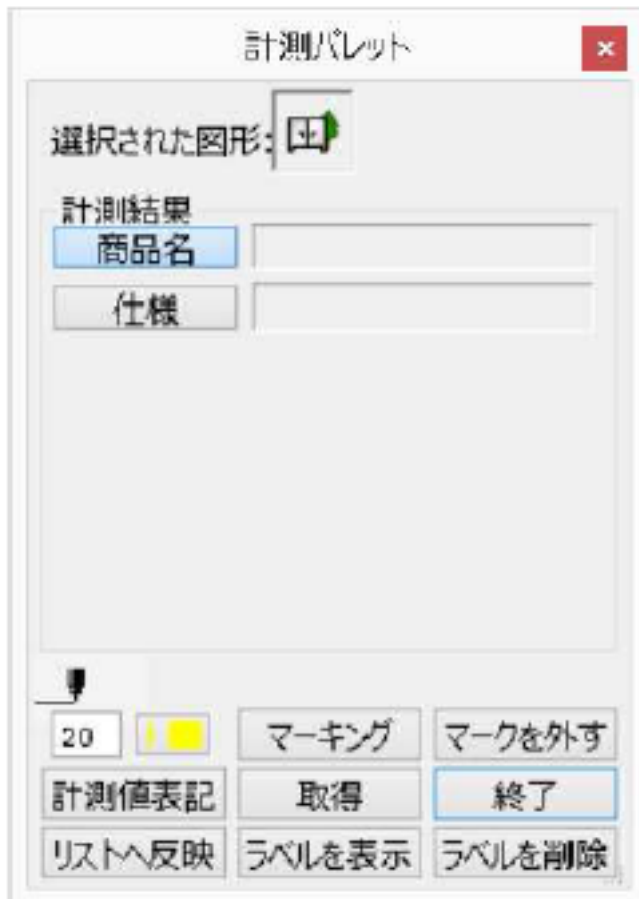 計測パレット
選択された図形:
計測結果
商品名
仕様
20 マーキング マークを外す
計測値表記 取得 終了
リストへ反映 ラベルを表示 ラベルを削除